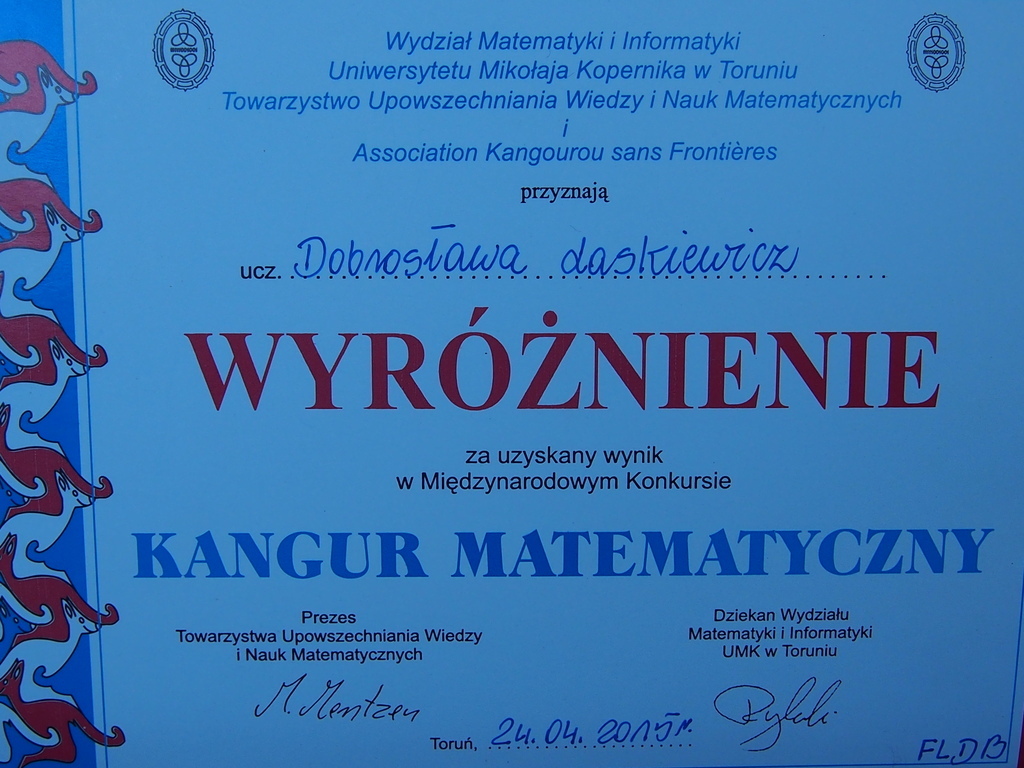 Wydział Matematyki i Informatyki
Uniwersytetu Mikołaja Kopernika w Toruniu
Towarzystwo Upowszechniania Wiedzy i Nauk Matematycznych
i
Association Kangourou sans Frontières
przyznają
ucz. Dobrosława Laskiewicz
WYRÓŻNIENIE
za uzyskany wynik
w Międzynarodowym Konkursie
KANGUR MATEMATYCZNY
Prezes
Towarzystwa Upowszechniania Wiedzy
i Nauk Matematycznych
Dziekan Wydziału
Matematyki i Informatyki
UMK w Toruniu
M. Mentzen
Toruń, 24.04.2015r.
FLDB